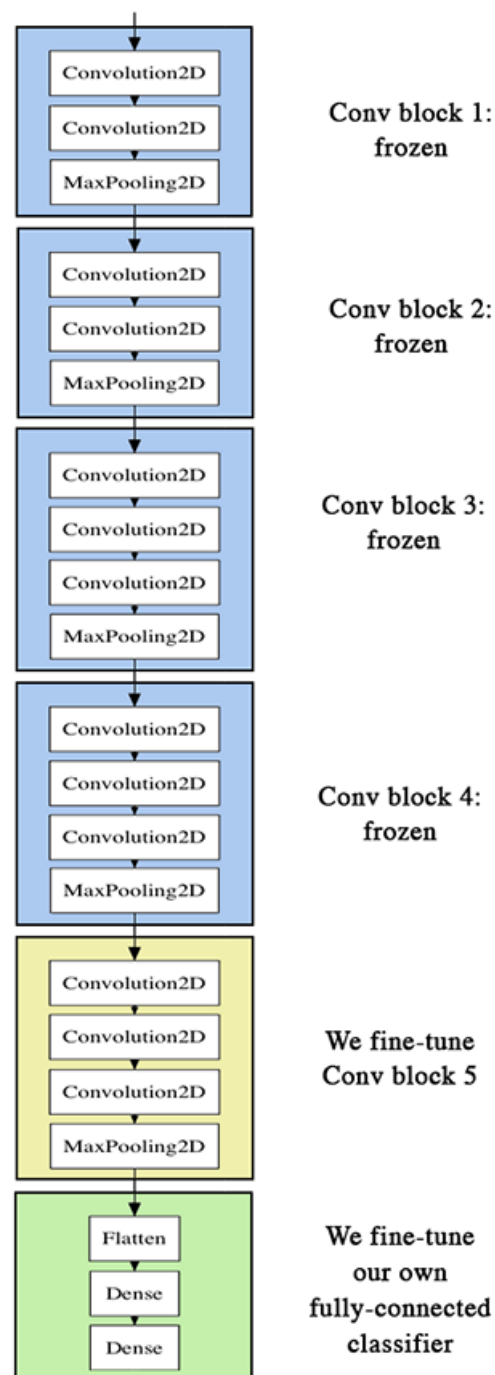 Convolution2D
Convolution2D
MaxPooling2D
Conv block 1:
frozen
Convolution2D
Convolution2D
MaxPooling2D
Conv block 2:
frozen
Convolution2D
Convolution2D
Convolution2D
MaxPooling2D
Conv block 3:
frozen
Convolution2D
Convolution2D
Convolution2D
MaxPooling2D
Conv block 4:
frozen
Convolution2D
Convolution2D
Convolution2D
MaxPooling2D
We fine-tune
Conv block 5
Flatten
Dense
Dense
We fine-tune
our own
fully-connected
classifier